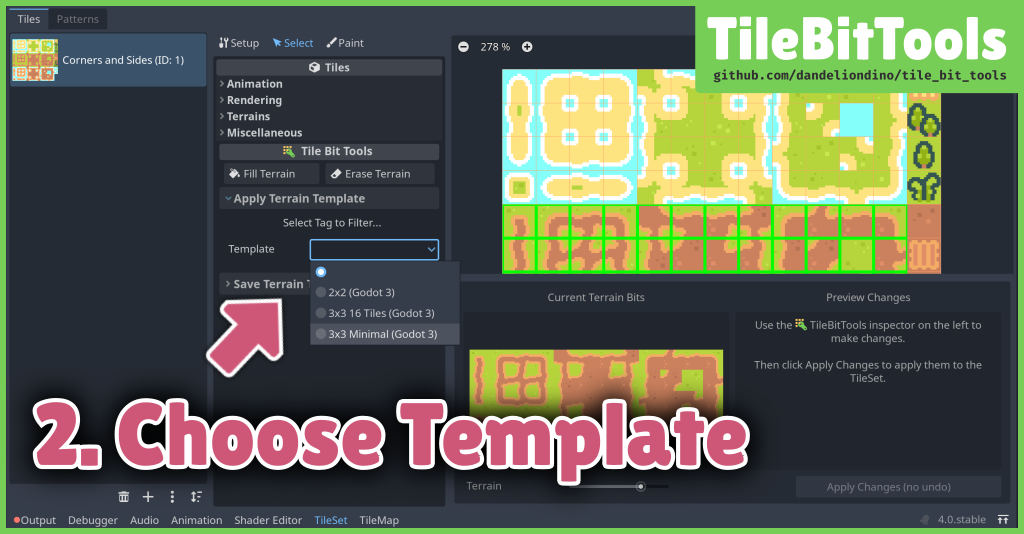 Tiles
Patterns
Corners and Sides (ID: 1)
Setup
Select
Paint
Tiles
Animation
Rendering
Terrains
Miscellaneous
Tile Bit Tools
Fill Terrain
Erase Terrain
Apply Terrain Template
Select Tag to Filter...
Template
2x2 (Godot 3)
3x3 16 Tiles (Godot 3)
3x3 Minimal (Godot 3)
Save Terrain
278 %
TileBitTools
github.com/dandeliondino/tile_bit_tools
Current Terrain Bits
Preview Changes
Use the TileBitTools inspector on the left to
make changes.
Then click Apply Changes to apply them to the
TileSet.
2. Choose Template
Terrain
Apply Changes (no undo)
Output
Debugger
Audio
Animation
Shader Editor
TileSet
TileMap
4.0.stable